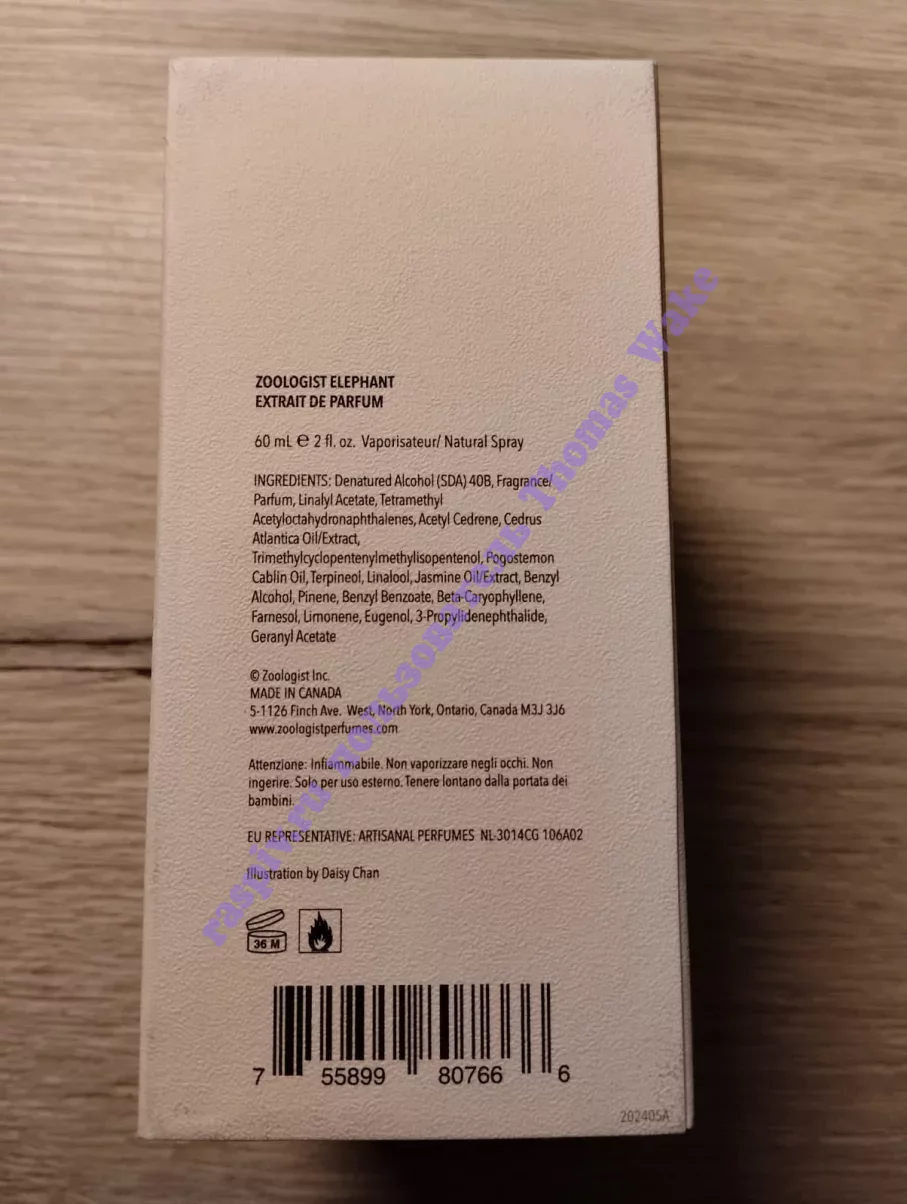 ZOOLOGIST ELEPHANT
EXTRAIT DE PARFUM
60 mL ℮ 2 fl. oz. Vaporisateur/ Natural Spray
INGREDIENTS: Denatured Alcohol (SDA) 40B, Fragrance/
Parfum, Linalyl Acetate, Tetramethyl
Acetyloctahydronaphthalenes, Acetyl Cedrene, Cedrus
Atlantica Oil/Extract,
Trimethylcyclopentenylmethylisopentenol, Pogostemon
Cablin Oil, Terpineol, Linalool, Jasmine Oil/Extract, Benzyl
Alcohol, Pinene, Benzyl Benzoate, Beta-Caryophyllene,
Farnesol, Limonene, Eugenol, 3-Propylidenephthalide,
Geranyl Acetate
© Zoologist Inc.
MADE IN CANADA
5-1126 Finch Ave. West, North York, Ontario, Canada M3J 3J6
www.zoologistperfumes.com
Attenzione: Infiammabile. Non vaporizzare negli occhi. Non
ingerire. Solo per uso esterno. Tenere lontano dalla portata dei
bambini.
EU REPRESENTATIVE: ARTISANAL PERFUMES NL-3014CG 106A02
Illustration by Daisy Chan
36 M
7 55899 80766 6
202405A
raspiv.ru пользователь Thomas Wake